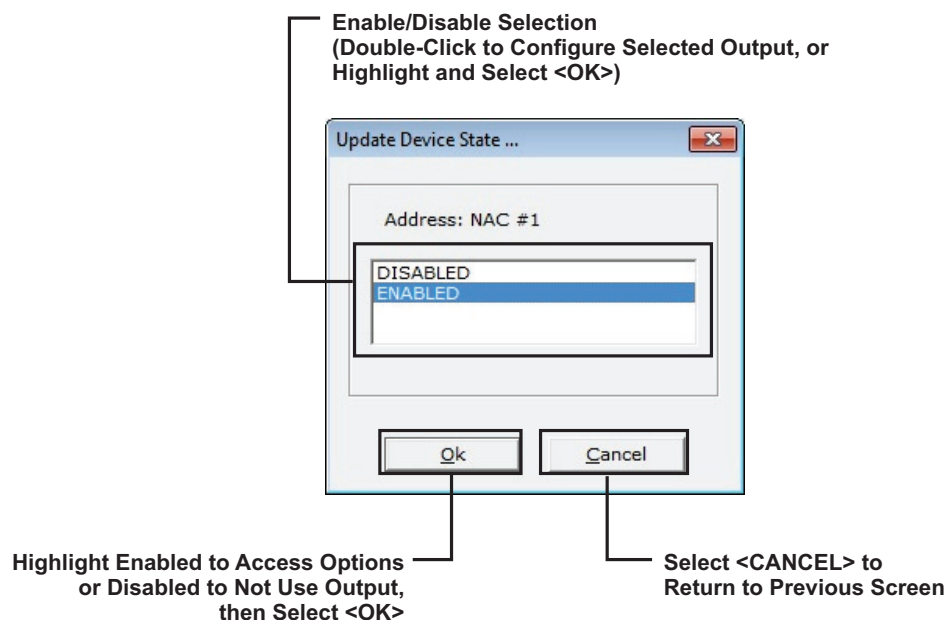 Enable/Disable Selection
(Double-Click to Configure Selected Output, or
Highlight and Select <OK>)
Update Device State ...
Address: NAC #1
DISABLED
ENABLED
Ok
Cancel
Highlight Enabled to Access Options
or Disabled to Not Use Output,
then Select <OK>
Select <CANCEL> to
Return to Previous Screen